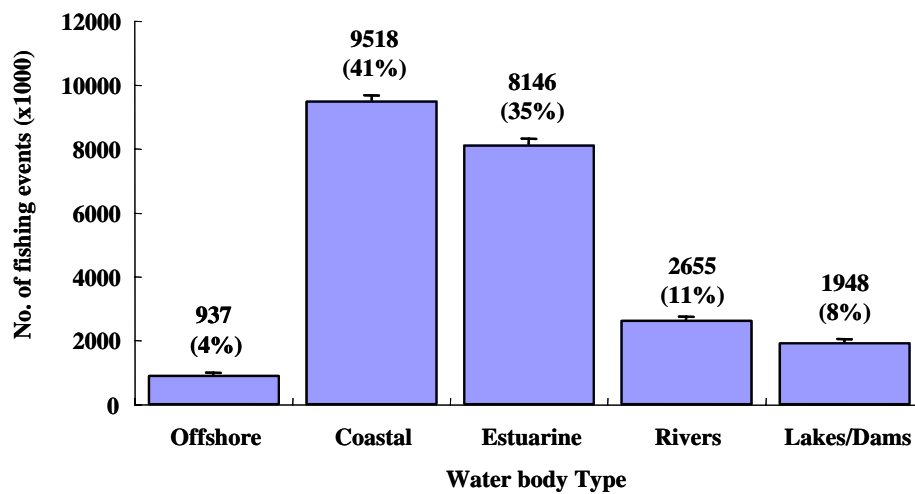 No. of fishing events (x1000)
12000
10000
8000
6000
4000
2000
0
937
(4%)
9518
(41%)
8146
(35%)
2655
(11%)
1948
(8%)
Offshore
Coastal
Estuarine
Rivers
Lakes/Dams
Water body Type